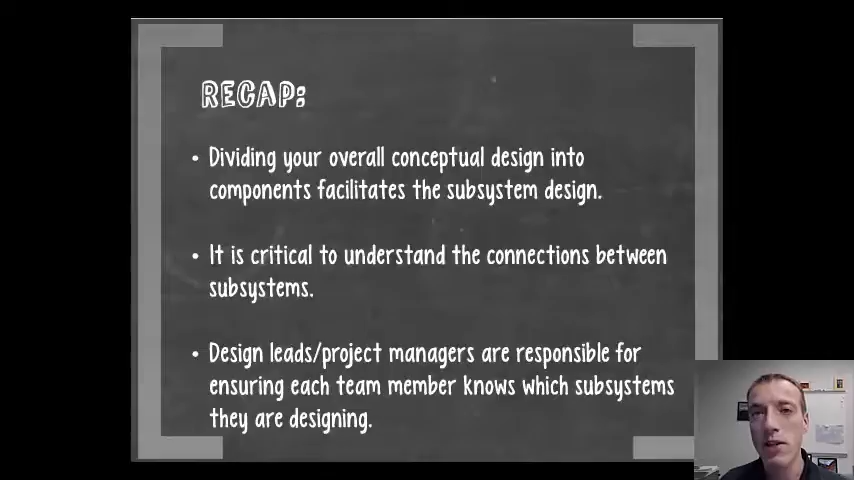 RECAP:
• Dividing your overall conceptual design into
components facilitates the subsystem design.
• It is critical to understand the connections between
subsystems.
• Design leads/project managers are responsible for
ensuring each team member knows which subsystems
they are designing.